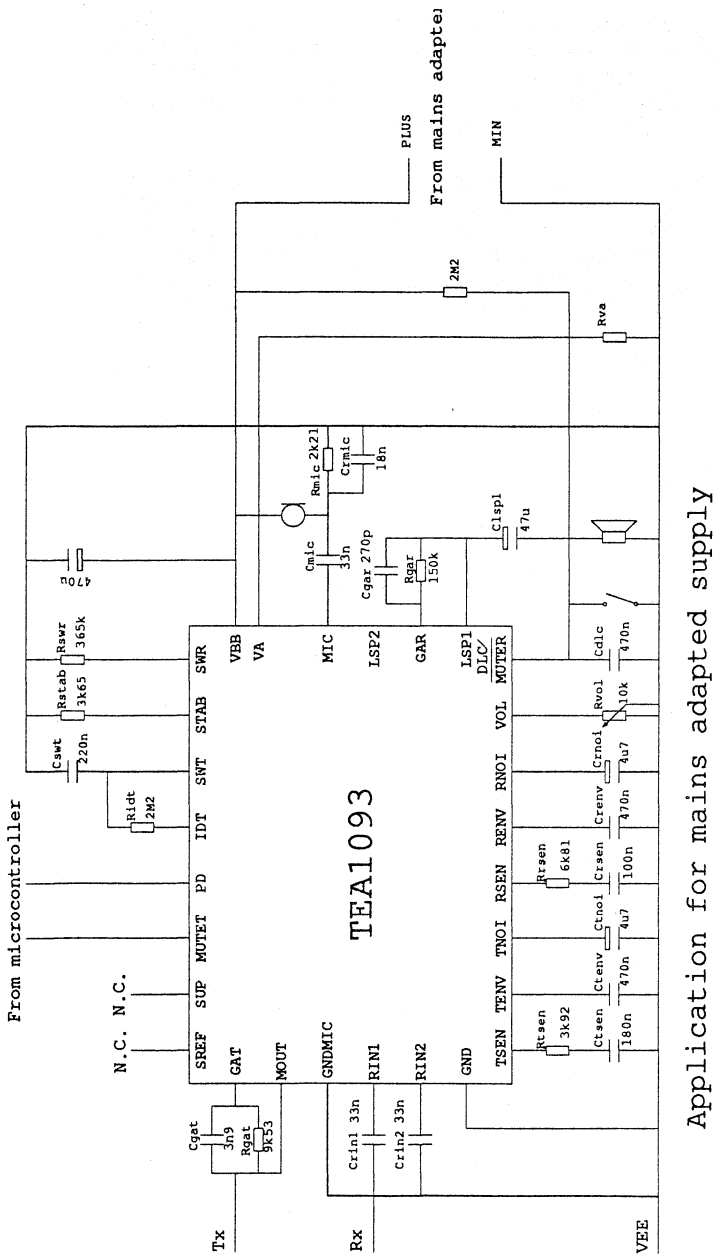 From microcontroller
N.C.
N.C.
Ridt
2M2
Cswt
220n
Rstab
3k65
Rswr
365k
470u
SREF
SUP
MUTET
PD
IDT
SWT
STAB
SWR
Tx
Cgat
3n9
Rgat
9k53
GAT
MOUT
GNDMIC
Rx
Crin1 33n
RIN1
Crin2 33n
RIN2
GND
VEE
TEA1093
VBB
VA
MIC
LSP2
GAR
LSP1
DLC/
MUTER
Cmic
33n
Rmic 2k21
Crmic
18n
Cgar 270p
Rgar
150k
Clspl
47u
2M2
Rva
PLUS
From mains adapter
MIN
TSEN
TENV
TNOI
RSEN
RENV
RNOI
VOL
Rtsen
3k92
Ctsen
180n
Ctenv
470n
Ctnoi
4u7
Rrsen
6k81
Crsen
100n
Crenv
470n
Crnoi
4u7
Rvol
10k
Cdlc
470n
Application for mains adapted supply